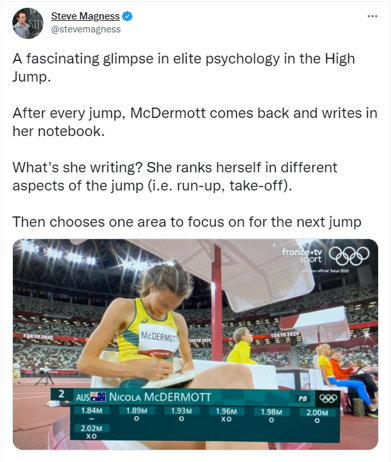 Steve Magness
@stevemagness
A fascinating glimpse in elite psychology in the High
Jump.
After every jump, McDermott comes back and writes in
her notebook.
What's she writing? She ranks herself in different
aspects of the jump (i.e. run-up, take-off).
Then chooses one area to focus on for the next jump
france•tv
sport
TOKYO 2020
TOKYO 2020
McDERMOTT
2 AUS NICOLA McDERMOTT PB
1.84M 1.89M 1.93M 1.96M 1.98M 2.00M
– O O XO O O
2.02M
XO